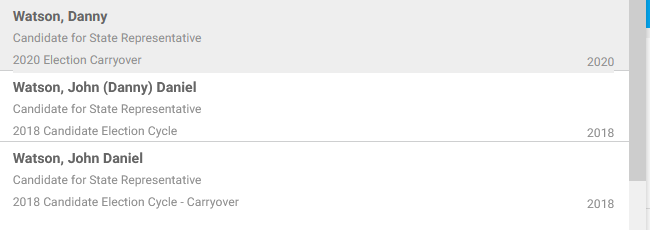 Watson, Danny
Candidate for State Representative
2020 Election Carryover 2020
Watson, John (Danny) Daniel
Candidate for State Representative
2018 Candidate Election Cycle 2018
Watson, John Daniel
Candidate for State Representative
2018 Candidate Election Cycle - Carryover 2018